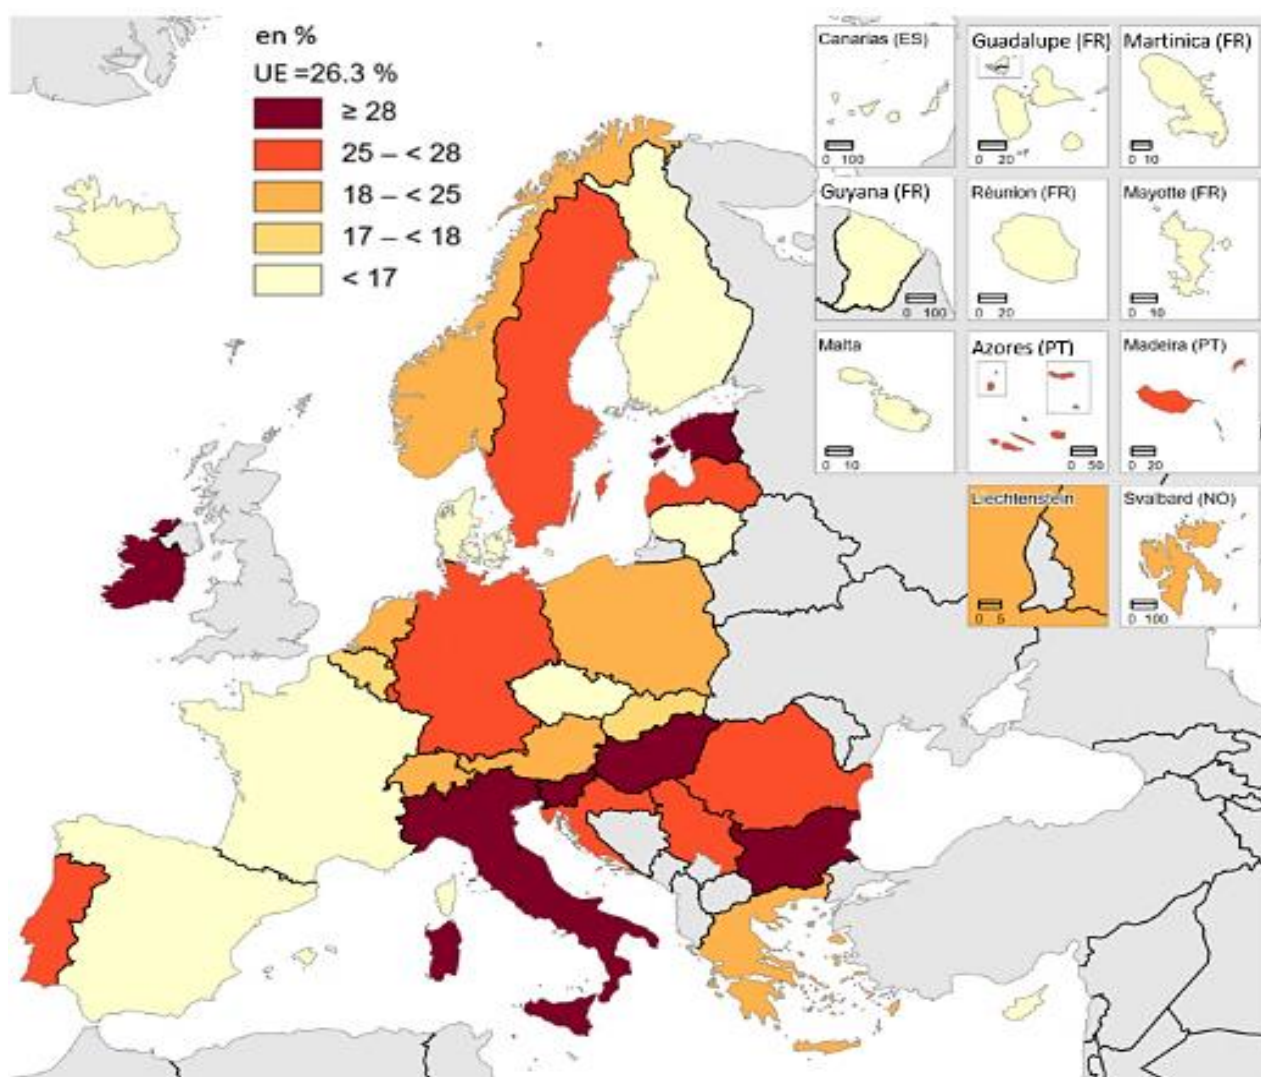 en %
UE =26.3 %
≥ 28
25 – < 28
18 – < 25
17 – < 18
< 17
Canarias (ES)
0 100
Guadalupe (FR)
0 20
Martinica (FR)
0 10
Guyana (FR)
0 100
Réunion (FR)
0 20
Mayotte (FR)
0 10
Malta
0 10
Azores (PT)
0 50
Madeira (PT)
0 20
Liechtenstein
0 5
Svalbard (NO)
0 100